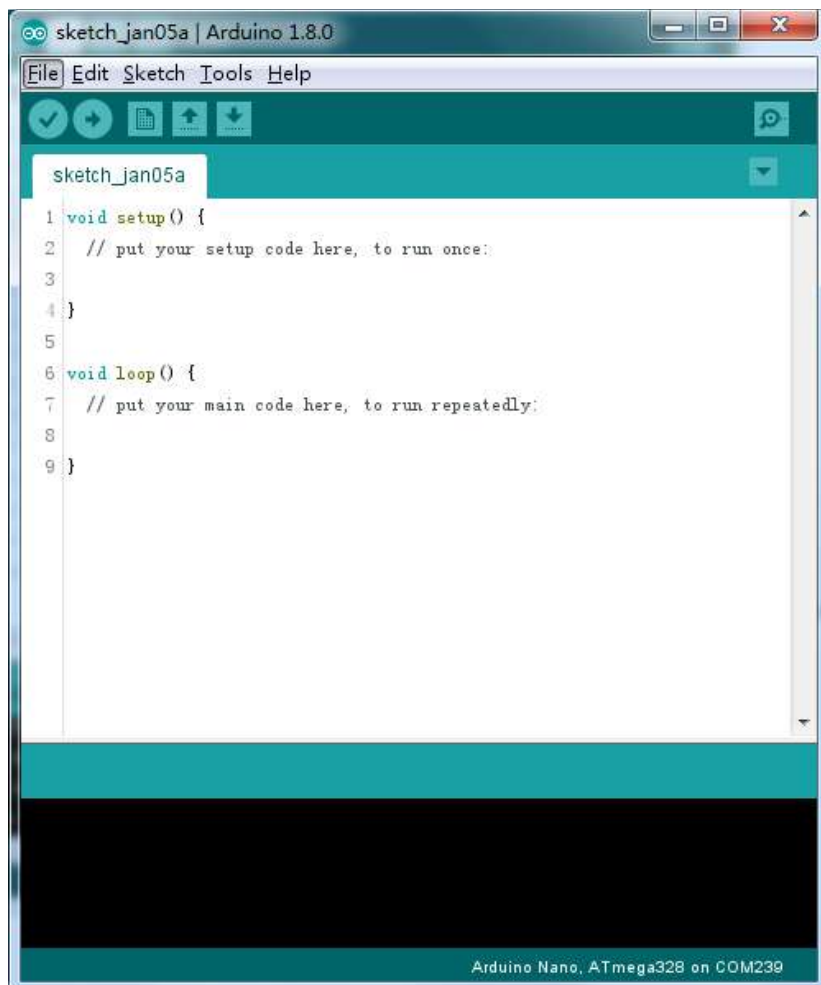 sketch_jan05a | Arduino 1.8.0
File Edit Sketch Tools Help
sketch_jan05a
1 void setup() {
2 // put your setup code here, to run once:
3
4 }
5
6 void loop() {
7 // put your main code here, to run repeatedly:
8
9 }
Arduino Nano, ATmega328 on COM239